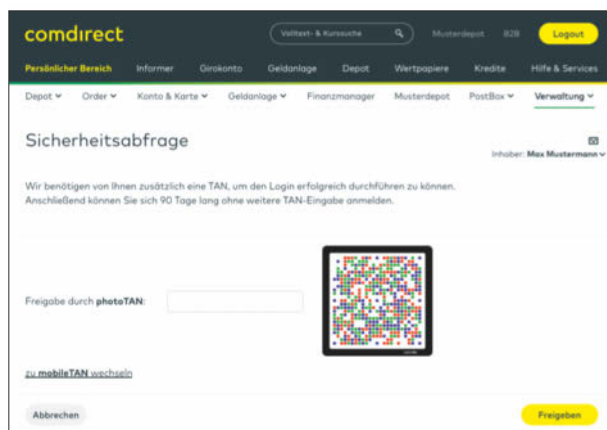 comdirect
Volltext- & Kurssuche
Musterdepot B2B Logout
Persönlicher Bereich Informer Girokonto Geldanlage Depot Wertpapiere Kredite Hilfe & Services
Depot Order Konto & Karte Geldanlage Finanzmanager Musterdepot PostBox Verwaltung
Sicherheitsabfrage
Inhaber: Max Mustermann
Wir benötigen von Ihnen zusätzlich eine TAN, um den Login erfolgreich durchführen zu können.
Anschließend können Sie sich 90 Tage lang ohne weitere TAN-Eingabe anmelden.
Freigabe durch photoTAN:
zu mobileTAN wechseln
Abbrechen Freigeben